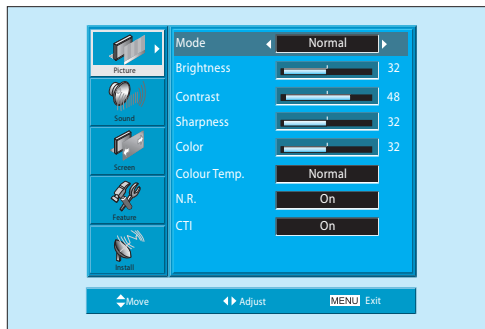 Picture
Sound
Screen
Feature
Install
Mode Normal
Brightness 32
Contrast 48
Sharpness 32
Color 32
Colour Temp. Normal
N.R. On
CTI On
Move Adjust MENU Exit